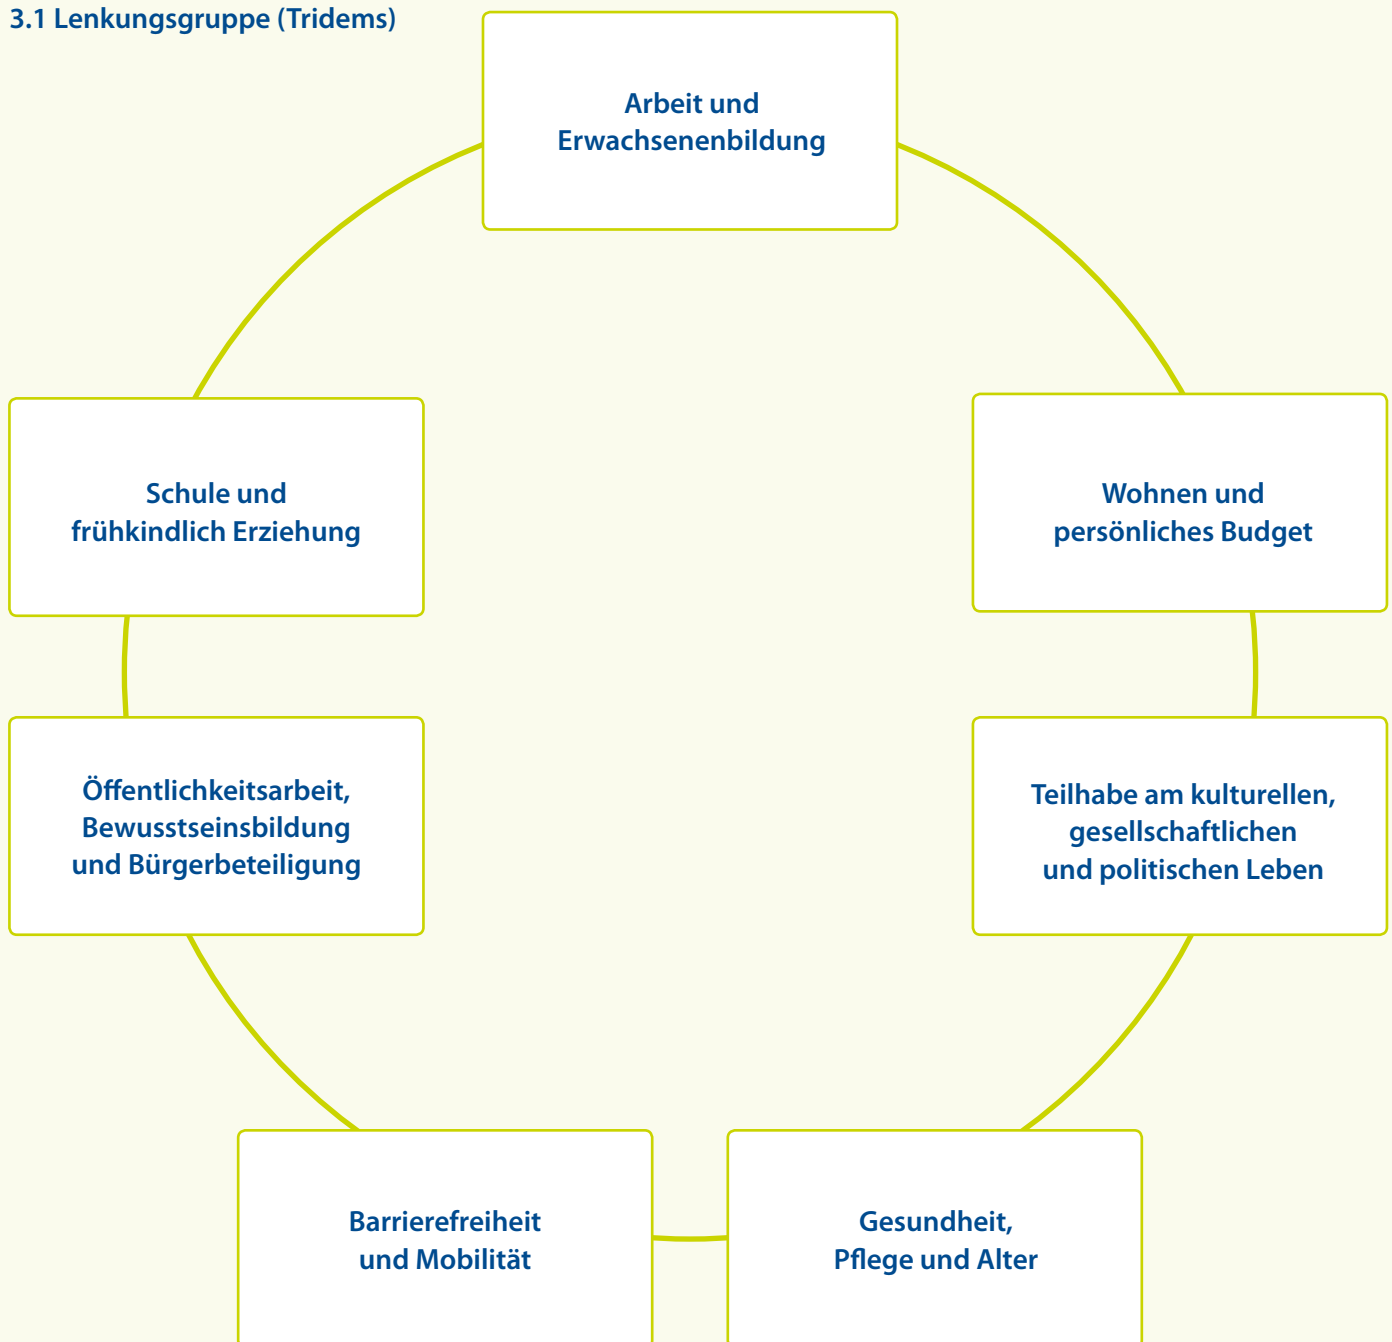 3.1 Lenkungsgruppe (Tridems)
Arbeit und
Erwachsenenbildung
Schule und
frühkindlich Erziehung
Wohnen und
persönliches Budget
Öffentlichkeitsarbeit,
Bewusstseinsbildung
und Bürgerbeteiligung
Teilhabe am kulturellen,
gesellschaftlichen
und politischen Leben
Barrierefreiheit
und Mobilität
Gesundheit,
Pflege und Alter